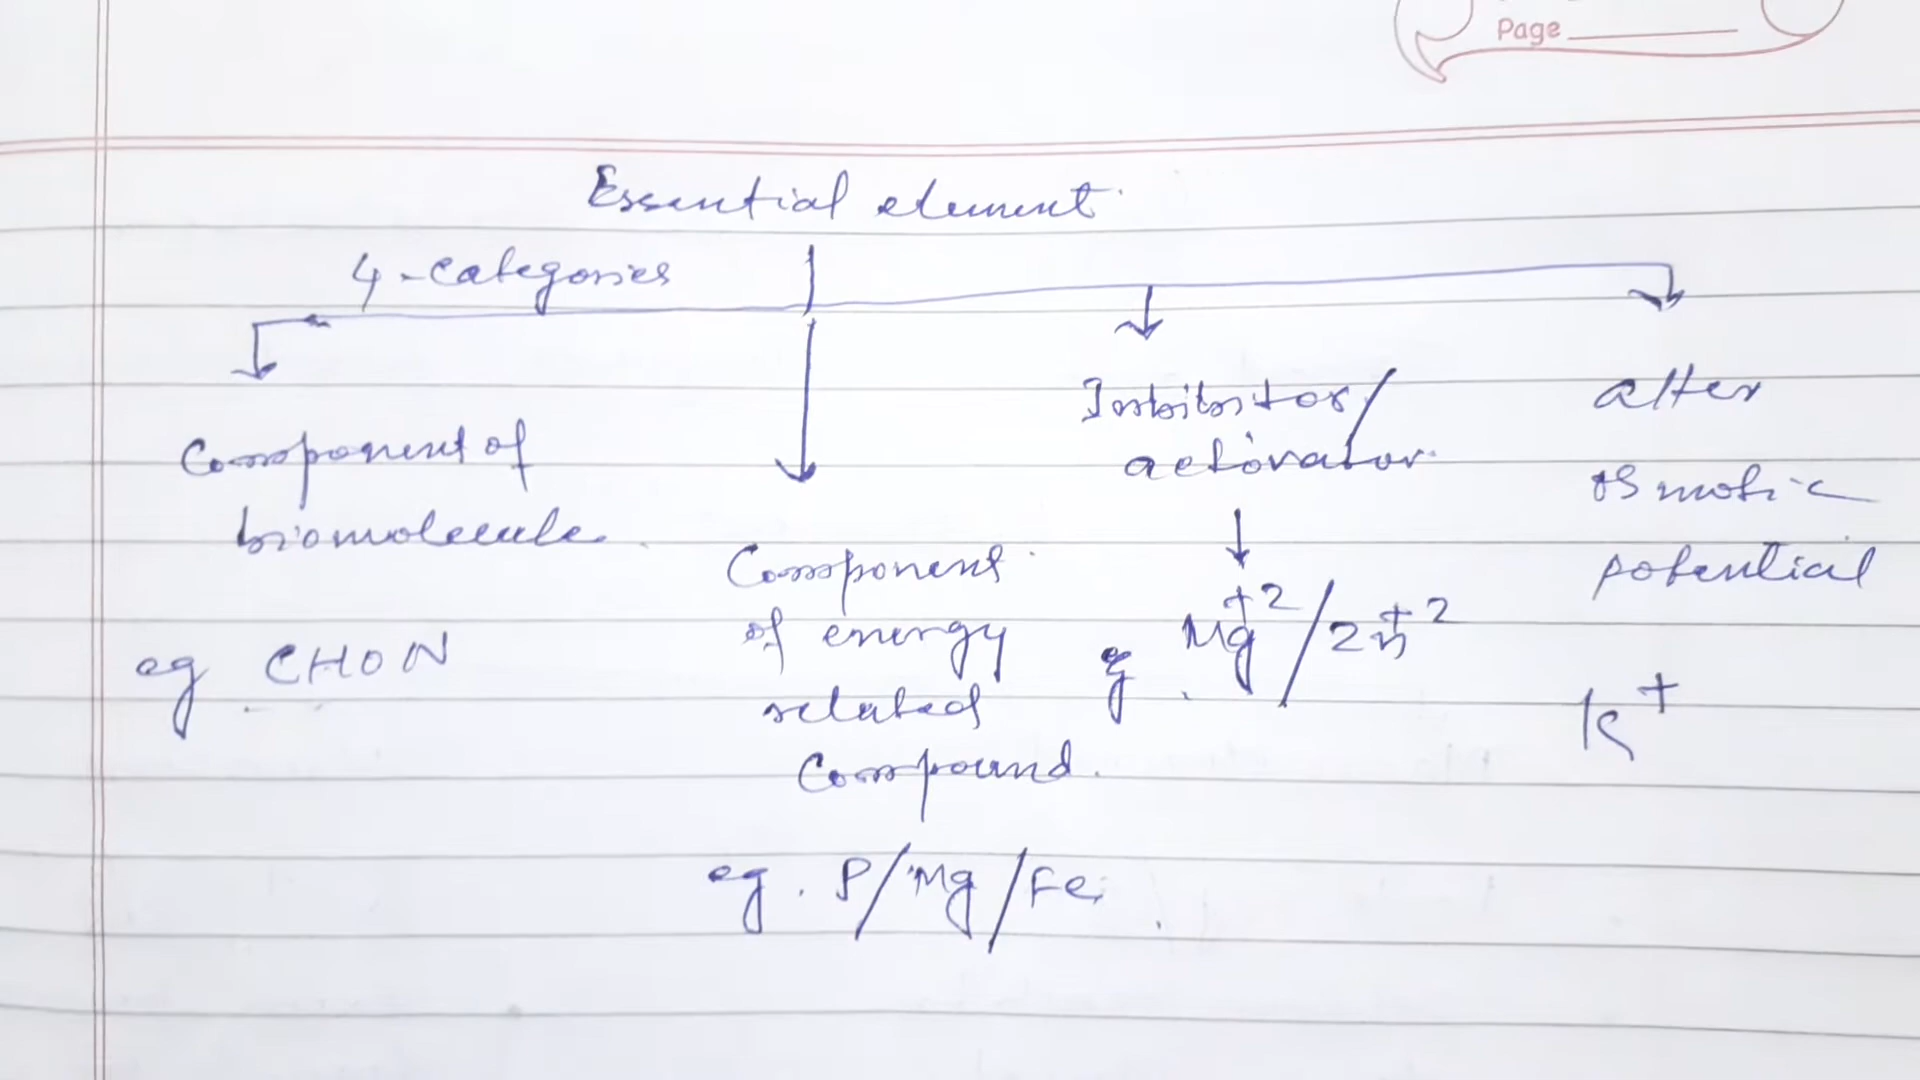 Page
Essential element
4-categories
Component of
biomolecule.
eg CHON
Component
of energy
related
Compound.
eg. P/Mg/Fe
Inhibitor/
activator.
eg Mg+2/Zn+2
alter
osmotic
potential
K+